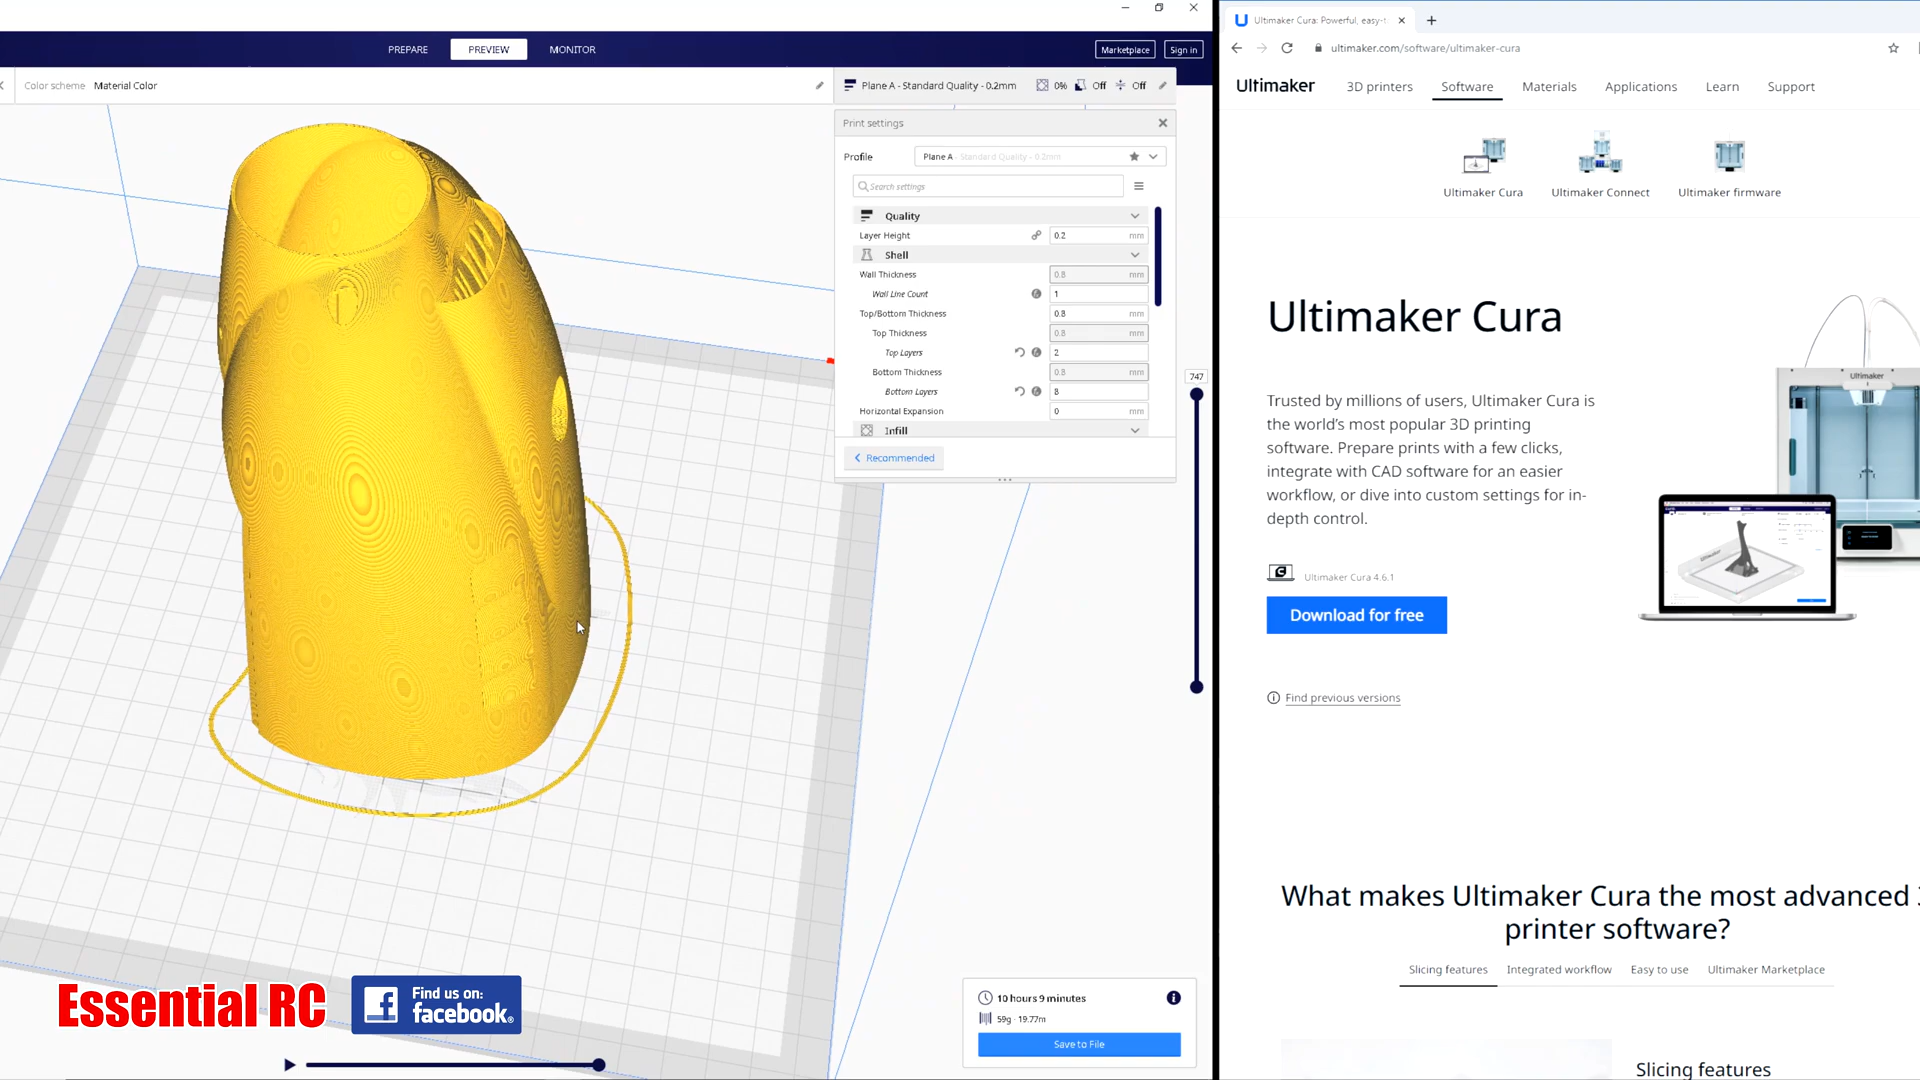 PREPARE PREVIEW MONITOR Marketplace Sign in
Color scheme Material Color
Plane A - Standard Quality - 0.2mm 0% Off Off
Print settings
Profile Plane A - Standard Quality - 0.2mm
Search settings
Quality
Layer Height 0.2 mm
Shell
Wall Thickness 0.8 mm
Wall Line Count 1
Top/Bottom Thickness 0.8 mm
Top Thickness 0.8 mm
Top Layers 2
Bottom Thickness 0.8 mm
Bottom Layers 8
Horizontal Expansion 0 mm
Infill
Recommended
747
Essential RC
Find us on:
facebook
10 hours 9 minutes
59g · 19.77m
Save to File
Ultimaker Cura: Powerful, easy-t
ultimaker.com/software/ultimaker-cura
Ultimaker 3D printers Software Materials Applications Learn Support
Ultimaker Cura Ultimaker Connect Ultimaker firmware
Ultimaker Cura
Ultimaker
Trusted by millions of users, Ultimaker Cura is
the world's most popular 3D printing
software. Prepare prints with a few clicks,
integrate with CAD software for an easier
workflow, or dive into custom settings for in-
depth control.
Ultimaker Cura 4.6.1
Download for free
Find previous versions
What makes Ultimaker Cura the most advanced 3
printer software?
Slicing features Integrated workflow Easy to use Ultimaker Marketplace
Slicing features